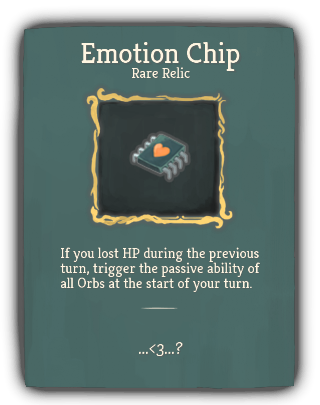 Emotion Chip
Rare Relic
If you lost HP during the previous
turn, trigger the passive ability of
all Orbs at the start of your turn.
...<3...?